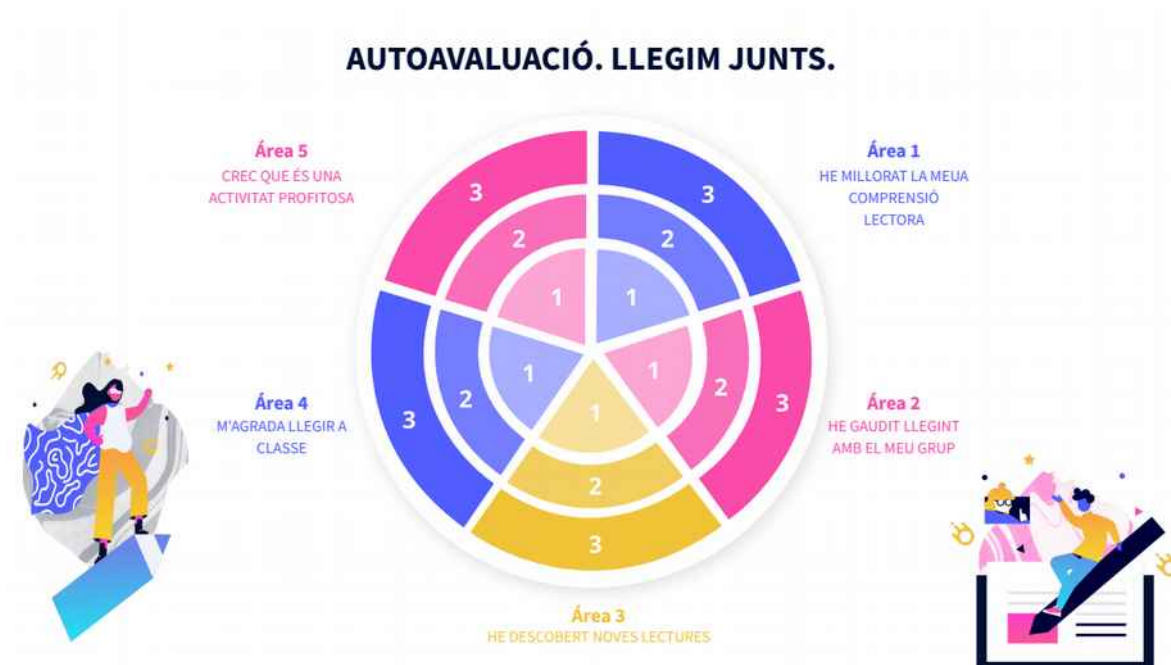 AUTOAVALUACIÓ. LLEGIM JUNTS.
Área 5
CREC QUE ÉS UNA
ACTIVITAT PROFITOSA
Área 1
HE MILLORAT LA MEUA
COMPRENSIÓ
LECTORA
3
3
2
2
1
1
1
1
2
2
3
3
1
2
3
Área 4
M'AGRADA LLEGIR A
CLASSE
Área 2
HE GAUDIT LLEGINT
AMB EL MEU GRUP
Área 3
HE DESCOBERT NOVES LECTURES